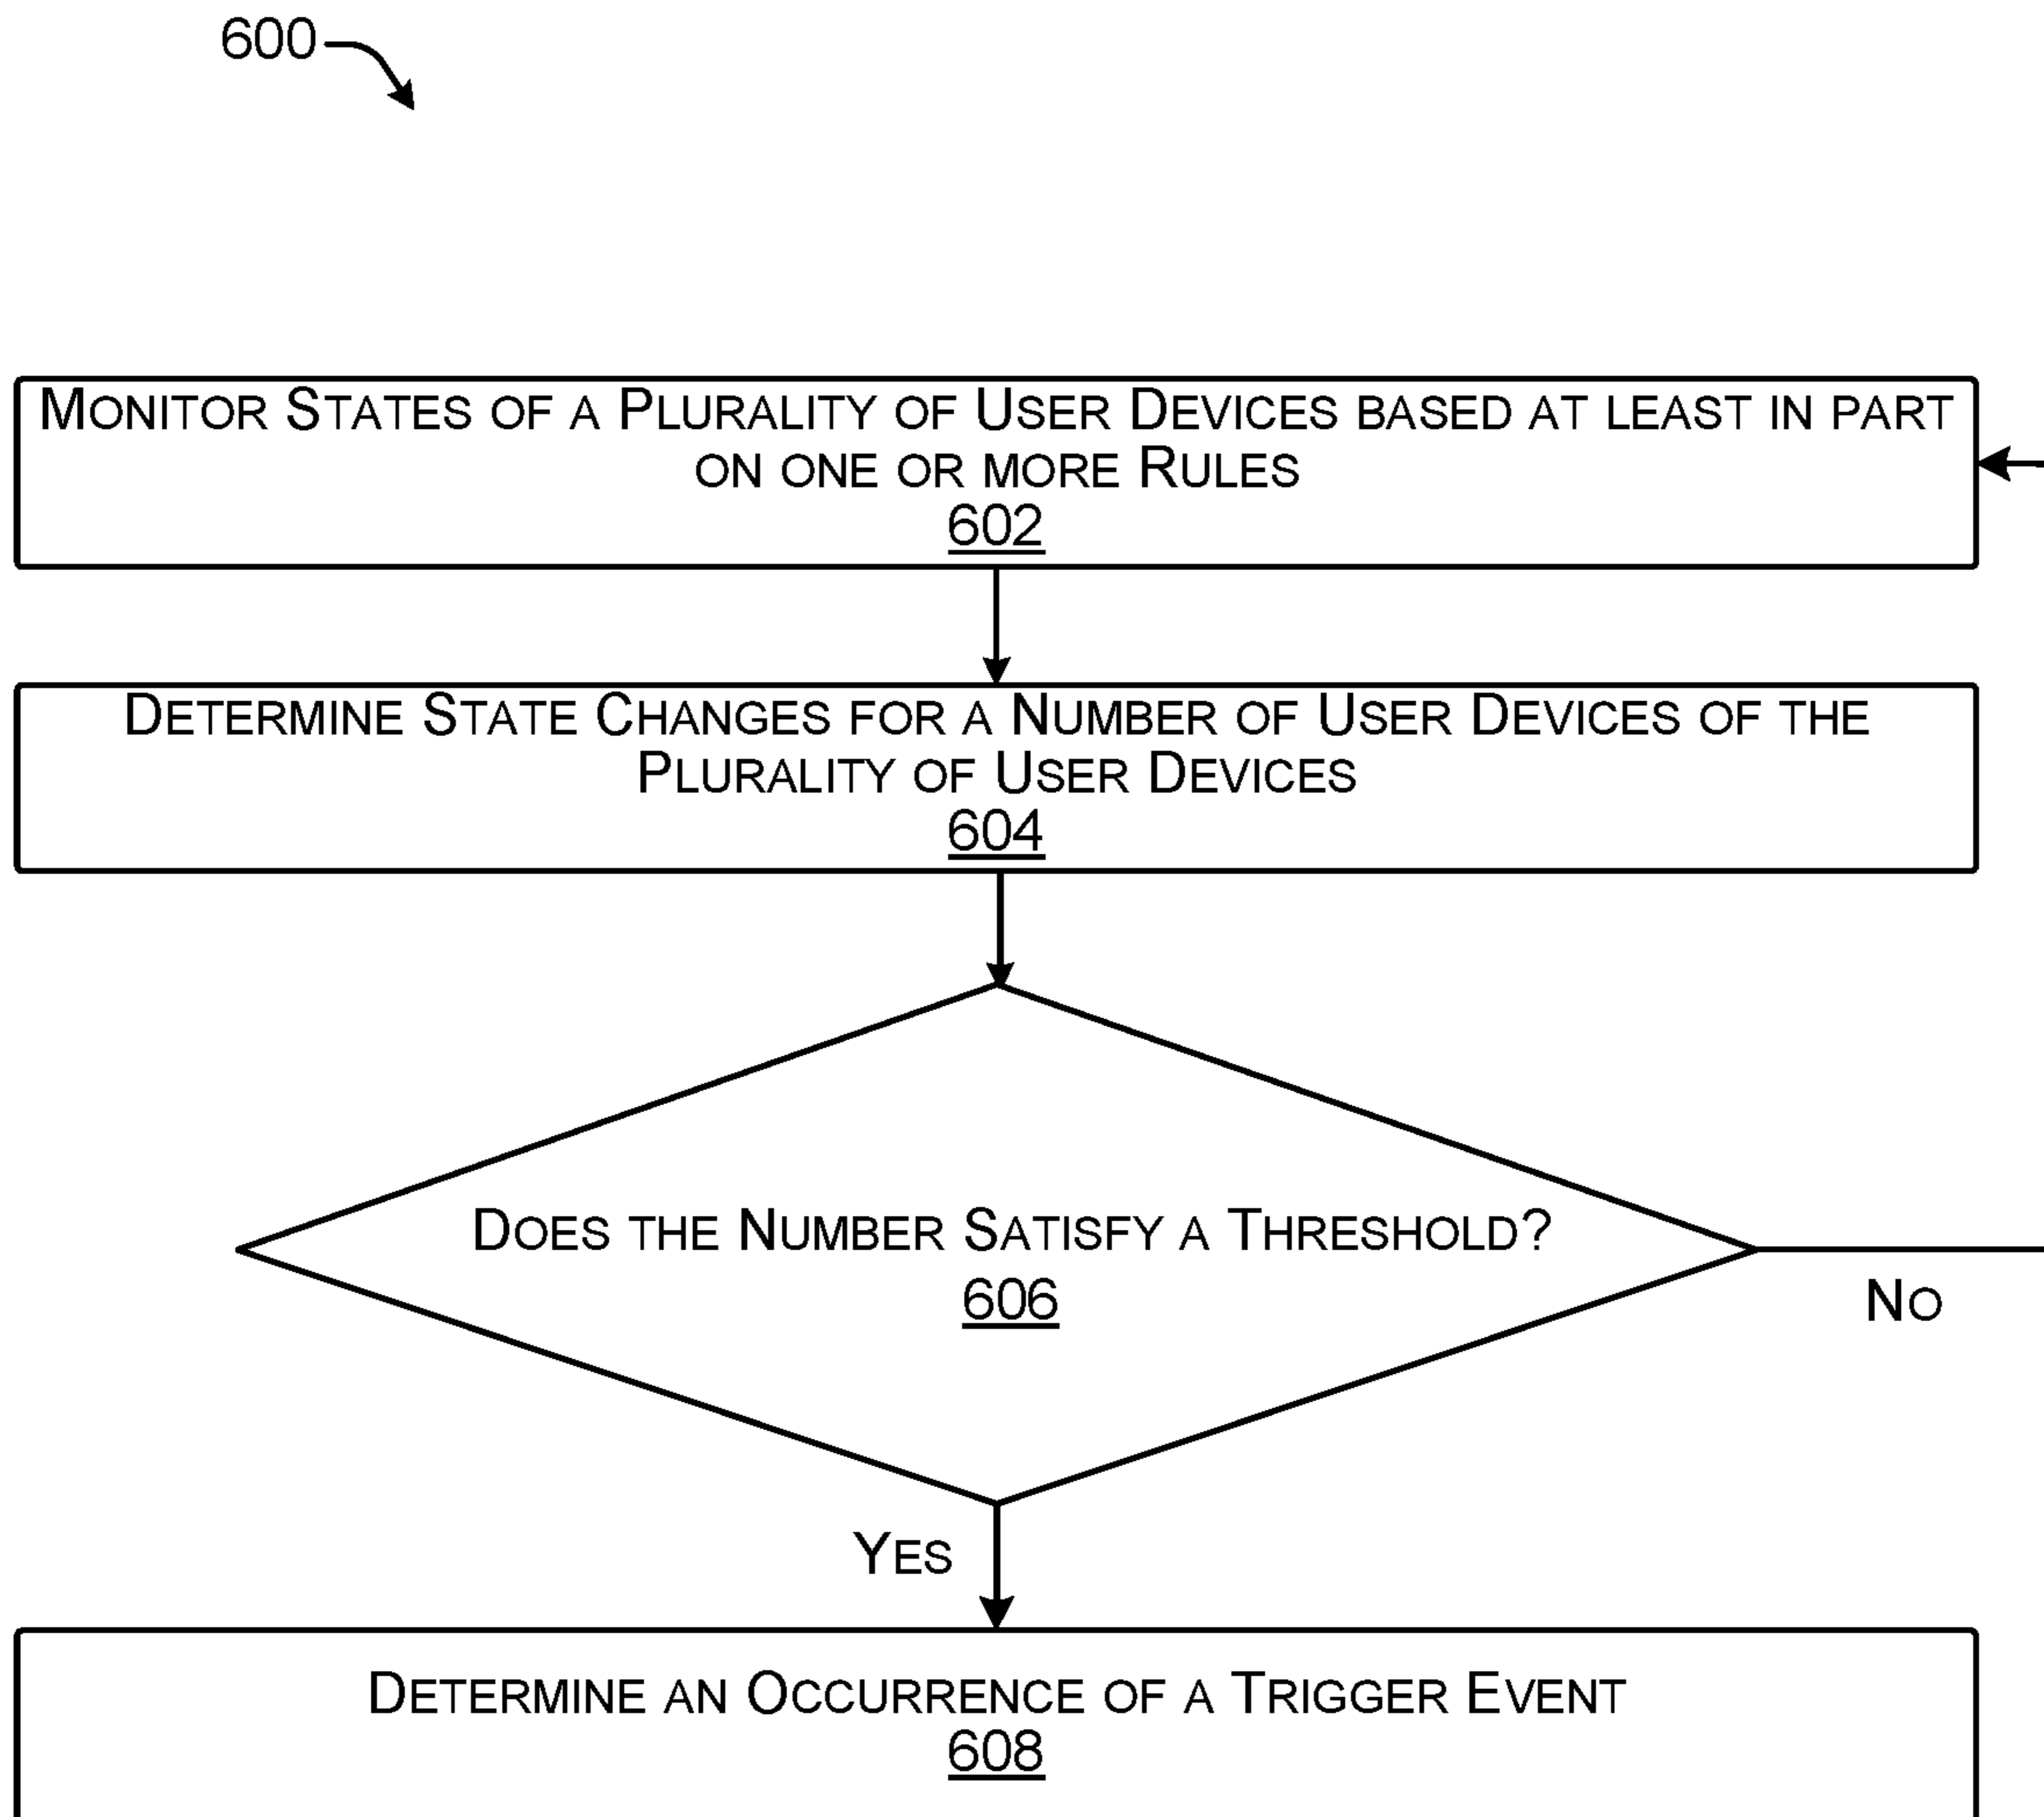 600
Monitor States of a Plurality of User Devices based at least in part
on one or more Rules
602
Determine State Changes for a Number of User Devices of the
Plurality of User Devices
604
Does the Number Satisfy a Threshold?
606
No
Yes
Determine an Occurrence of a Trigger Event
608